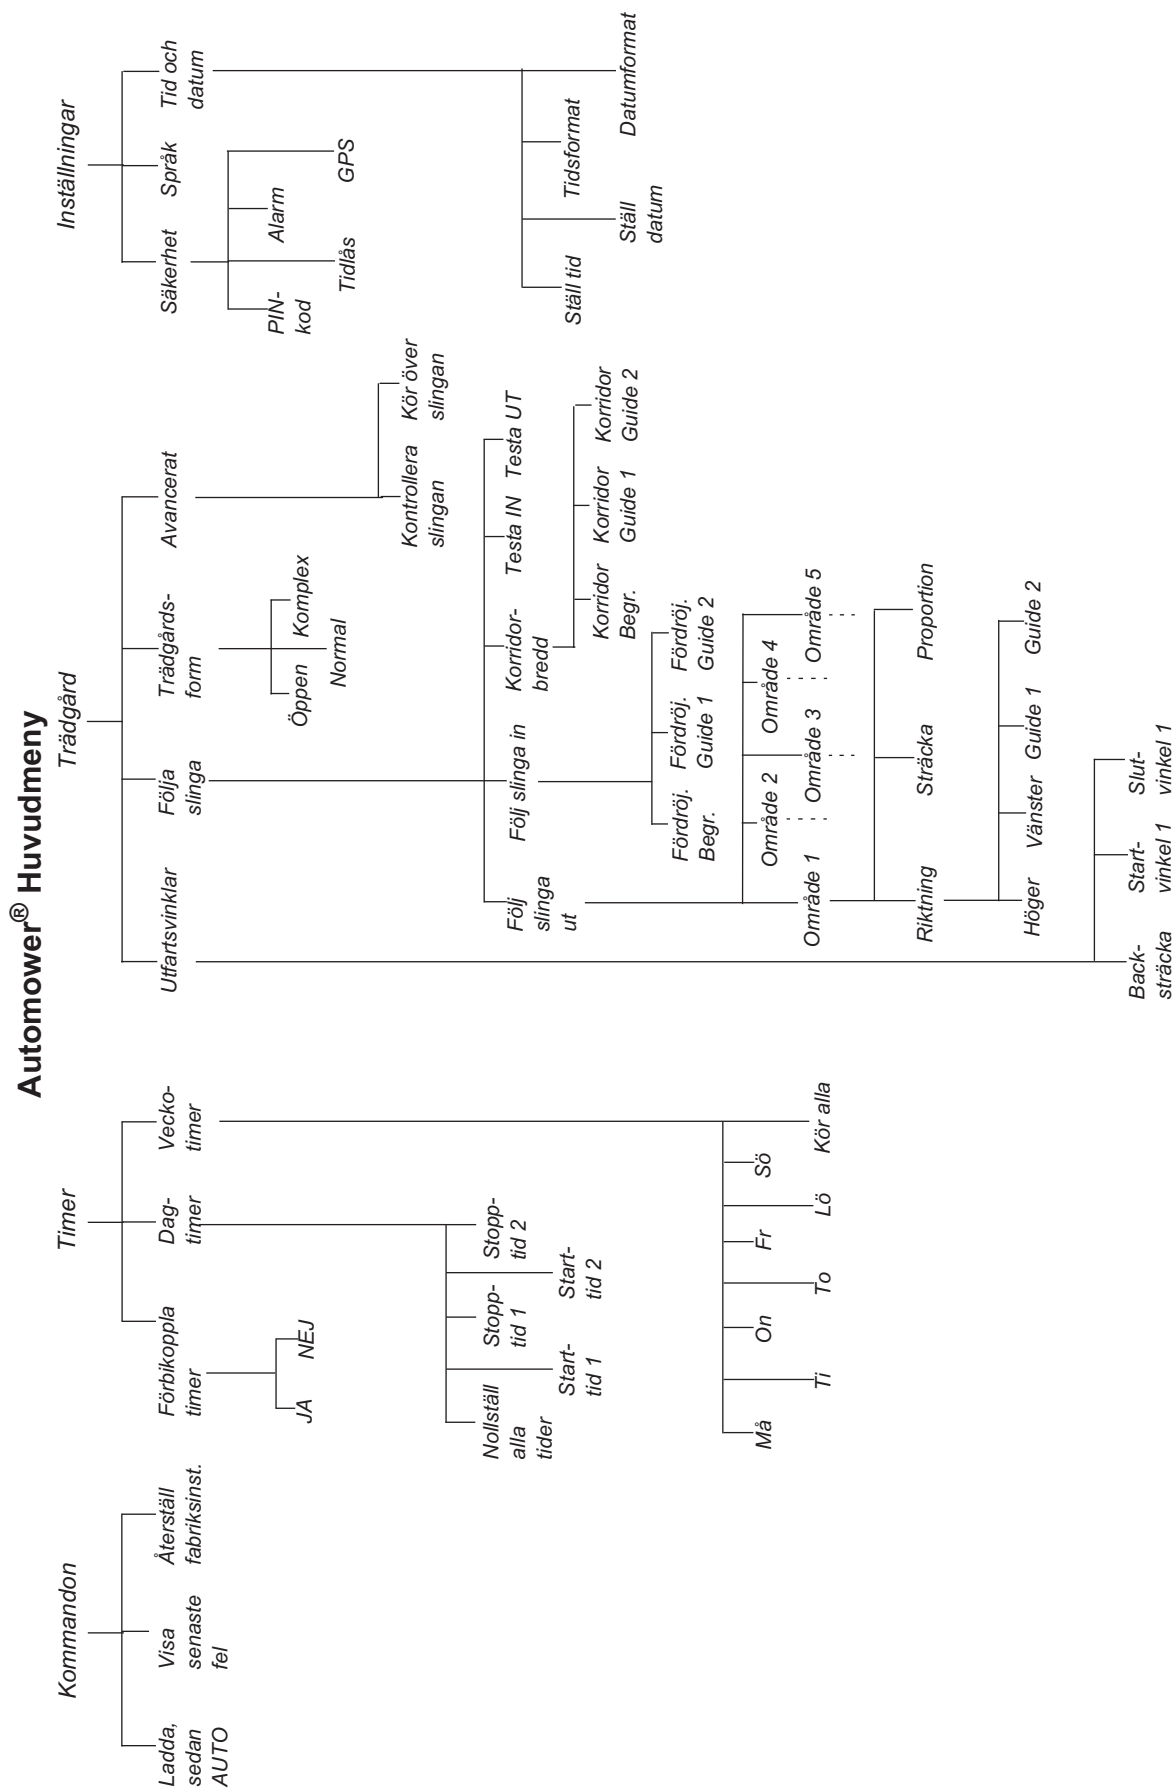 Automower® Huvudmeny
Kommandon
Timer
Trädgård
Inställningar
Ladda,
sedan
AUTO
Visa
senaste
fel
Återställ
fabriksinst.
Förbikoppla
timer
Dag-
timer
Vecko-
timer
JA
NEJ
Nollställ
alla
tider
Start-
tid 1
Stopp-
tid 1
Start-
tid 2
Stopp-
tid 2
Må
Ti
On
To
Fr
Lö
Sö
Kör alla
Utfartsvinklar
Följa
slinga
Trädgårds-
form
Avancerat
Öppen
Normal
Komplex
Kontrollera
slingan
Kör över
slingan
Följ
slinga
ut
Följ slinga in
Korridor-
bredd
Testa IN
Testa UT
Korridor
Begr.
Korridor
Guide 1
Korridor
Guide 2
Fördröj.
Begr.
Fördröj.
Guide 1
Fördröj.
Guide 2
Område 1
Område 2
Område 3
Område 4
Område 5
Riktning
Sträcka
Proportion
Höger
Vänster
Guide 1
Guide 2
Back-
sträcka
Start-
vinkel 1
Slut-
vinkel 1
Säkerhet
Språk
Tid och
datum
PIN-
kod
Tidlås
Alarm
GPS
Ställ tid
Ställ
datum
Tidsformat
Datumformat